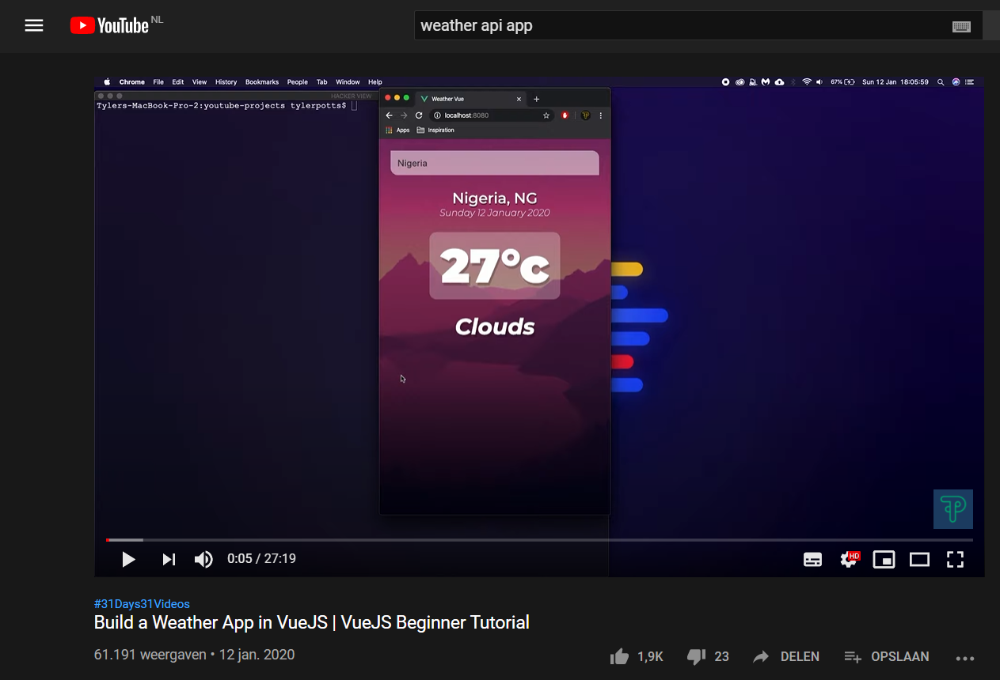 YouTube NL
weather api app
Chrome File Edit View History Bookmarks People Tab Window Help
67% Sun 12 Jan 18:05:59
HACKER VIEW
Tylers-MacBook-Pro-2:youtube-projects tylerpotts$
Weather Vue
localhost:8080
Apps Inspiration
Nigeria
Nigeria, NG
Sunday 12 January 2020
27°c
Clouds
0:05 / 27:19
HD
#31Days31Videos
Build a Weather App in VueJS | VueJS Beginner Tutorial
61.191 weergaven • 12 jan. 2020
1,9K 23 DELEN OPSLAAN